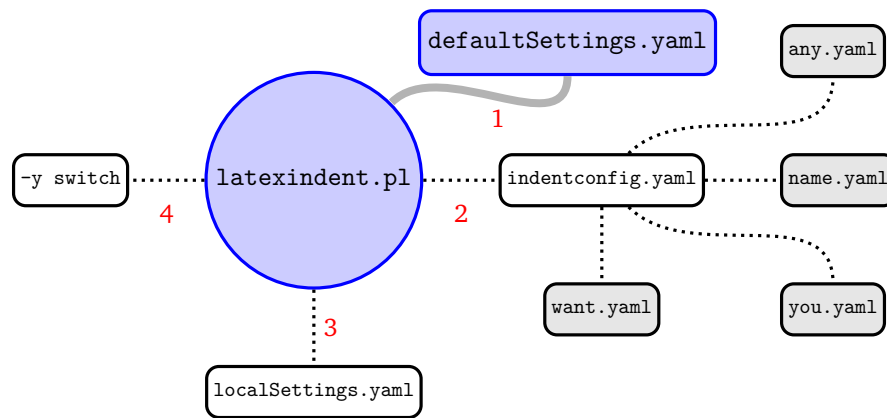 defaultSettings.yaml
any.yaml
1
-y switch
latexindent.pl
indentconfig.yaml
name.yaml
4
2
want.yaml
you.yaml
3
localSettings.yaml